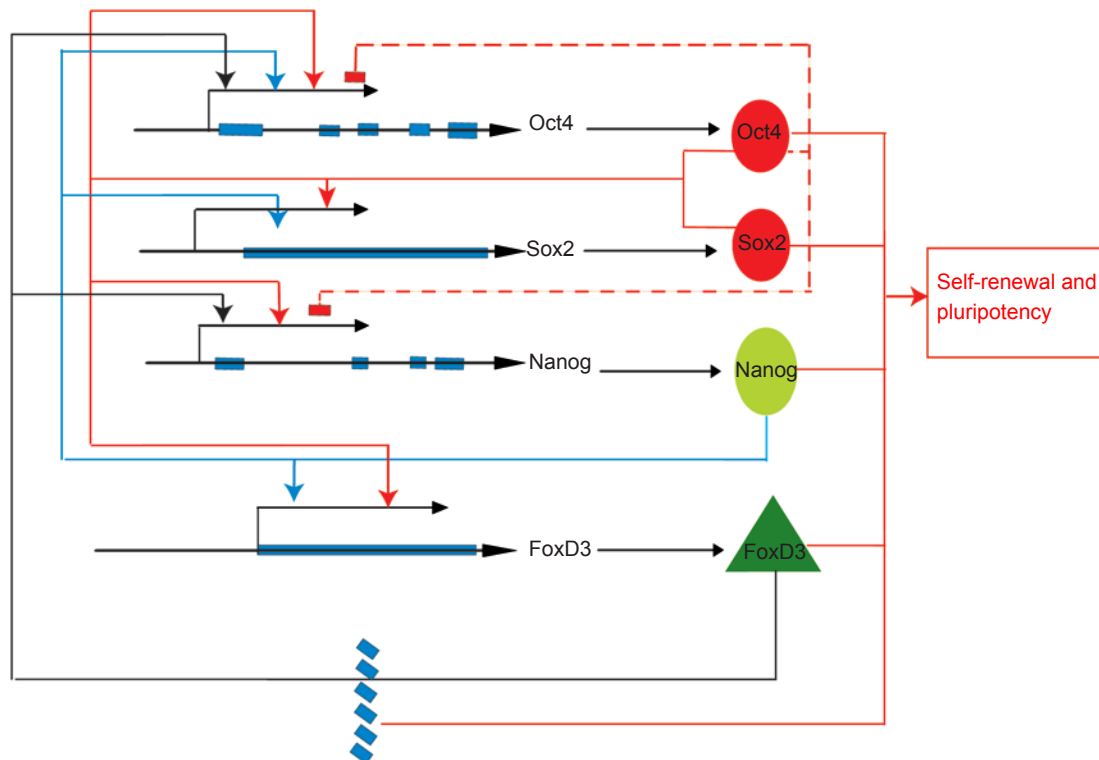 Oct4
Oct4
Sox2
Sox2
Self-renewal and
pluripotency
Nanog
Nanog
FoxD3
FoxD3